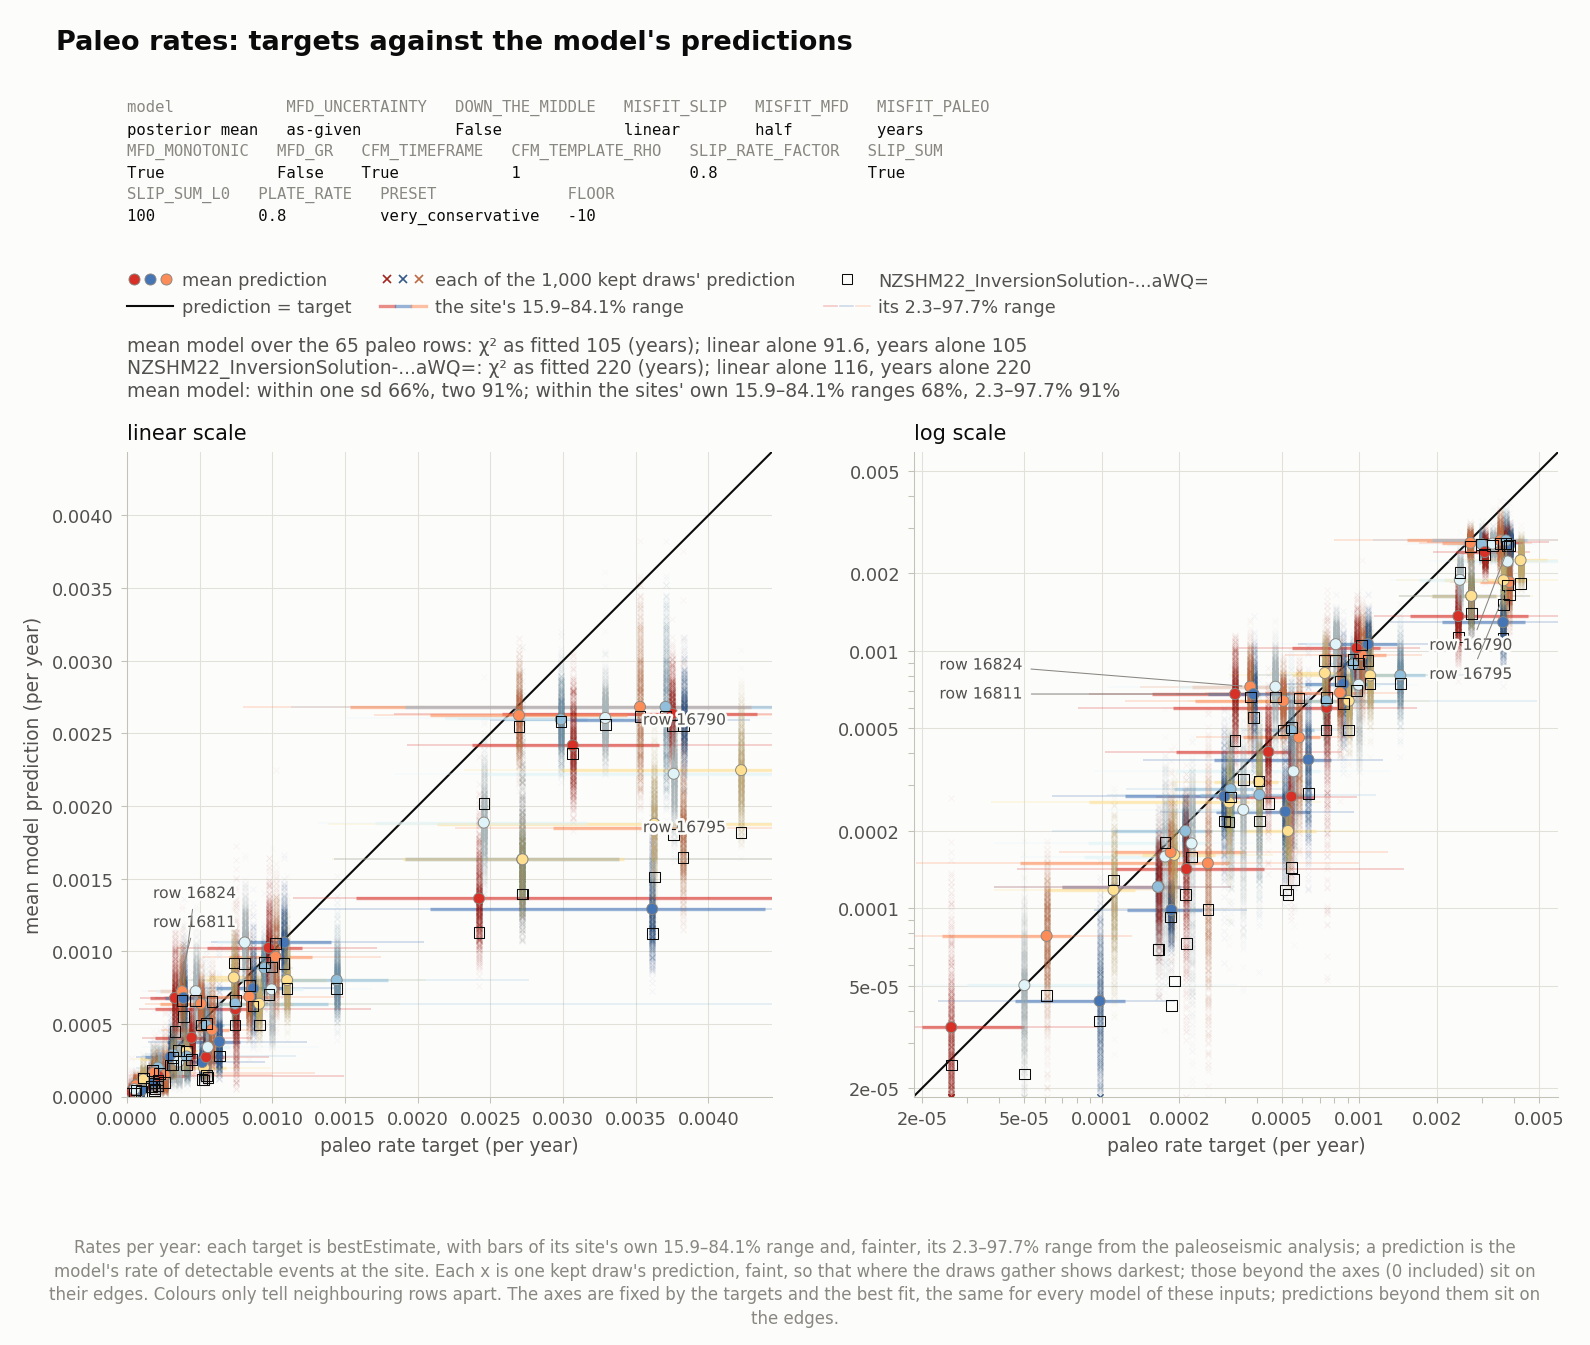 Paleo rates: targets against the model's predictions
model MFD_UNCERTAINTY DOWN_THE_MIDDLE MISFIT_SLIP MISFIT_MFD MISFIT_PALEO
posterior mean as-given False linear half years
MFD_MONOTONIC MFD_GR CFM_TIMEFRAME CFM_TEMPLATE_RHO SLIP_RATE_FACTOR SLIP_SUM
True False True 1 0.8 True
SLIP_SUM_L0 PLATE_RATE PRESET FLOOR
100 0.8 very_conservative -10
mean prediction each of the 1,000 kept draws' prediction NZSHM22_InversionSolution-...aWQ=
prediction = target the site's 15.9–84.1% range its 2.3–97.7% range
mean model over the 65 paleo rows: χ² as fitted 105 (years); linear alone 91.6, years alone 105
NZSHM22_InversionSolution-...aWQ=: χ² as fitted 220 (years); linear alone 116, years alone 220
mean model: within one sd 66%, two 91%; within the sites' own 15.9–84.1% ranges 68%, 2.3–97.7% 91%
linear scale
mean model prediction (per year)
0.0040
0.0035
0.0030
0.0025
0.0020
0.0015
0.0010
0.0005
0.0000
row 16790
row 16795
row 16824
row 16811
0.0000 0.0005 0.0010 0.0015 0.0020 0.0025 0.0030 0.0035 0.0040
paleo rate target (per year)
log scale
0.005
0.002
0.001
0.0005
0.0002
0.0001
5e-05
2e-05
row 16790
row 16824
row 16795
row 16811
2e-05 5e-05 0.0001 0.0002 0.0005 0.001 0.002 0.005
paleo rate target (per year)
Rates per year: each target is bestEstimate, with bars of its site's own 15.9–84.1% range and, fainter, its 2.3–97.7% range from the paleoseismic analysis; a prediction is the
model's rate of detectable events at the site. Each x is one kept draw's prediction, faint, so that where the draws gather shows darkest; those beyond the axes (0 included) sit on
their edges. Colours only tell neighbouring rows apart. The axes are fixed by the targets and the best fit, the same for every model of these inputs; predictions beyond them sit on
the edges.